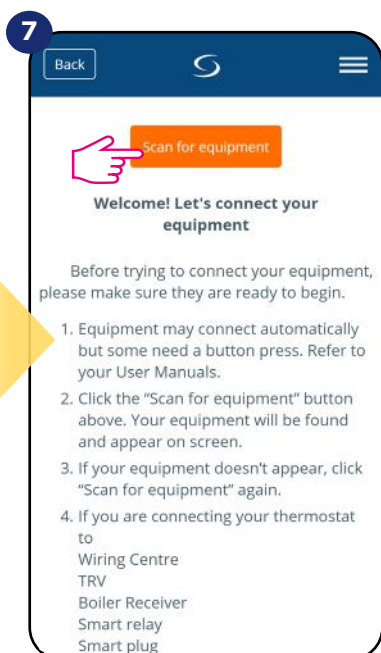 7
Back
Scan for equipment
Welcome! Let's connect your
equipment
Before trying to connect your equipment,
please make sure they are ready to begin.
1. Equipment may connect automatically
but some need a button press. Refer to
your User Manuals.
2. Click the “Scan for equipment” button
above. Your equipment will be found
and appear on screen.
3. If your equipment doesn't appear, click
“Scan for equipment” again.
4. If you are connecting your thermostat
to
Wiring Centre
TRV
Boiler Receiver
Smart relay
Smart plug